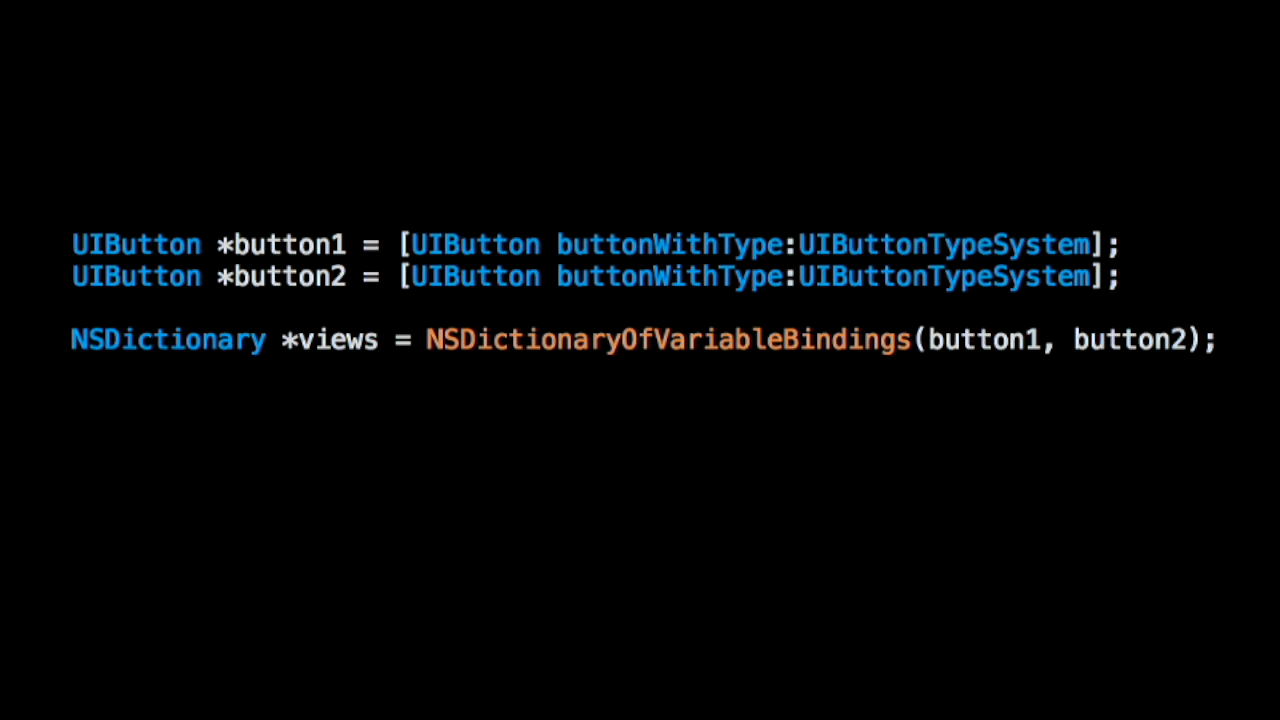 UIButton *button1 = [UIButton buttonWithType:UIButtonTypeSystem];
UIButton *button2 = [UIButton buttonWithType:UIButtonTypeSystem];
NSDictionary *views = NSDictionaryOfVariableBindings(button1, button2);